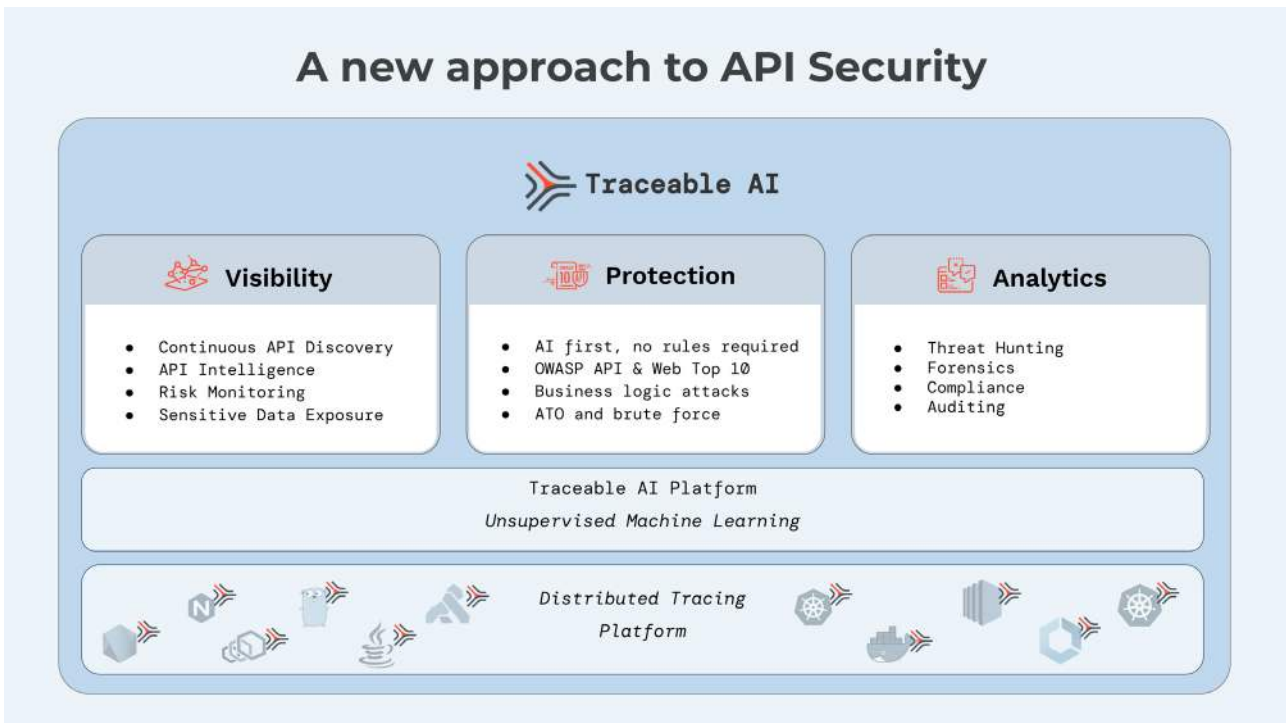 A new approach to API Security
Traceable AI
Visibility
Continuous API Discovery
API Intelligence
Risk Monitoring
Sensitive Data Exposure
Protection
AI first, no rules required
OWASP API & Web Top 10
Business logic attacks
ATO and brute force
Analytics
Threat Hunting
Forensics
Compliance
Auditing
Traceable AI Platform
Unsupervised Machine Learning
Distributed Tracing
Platform